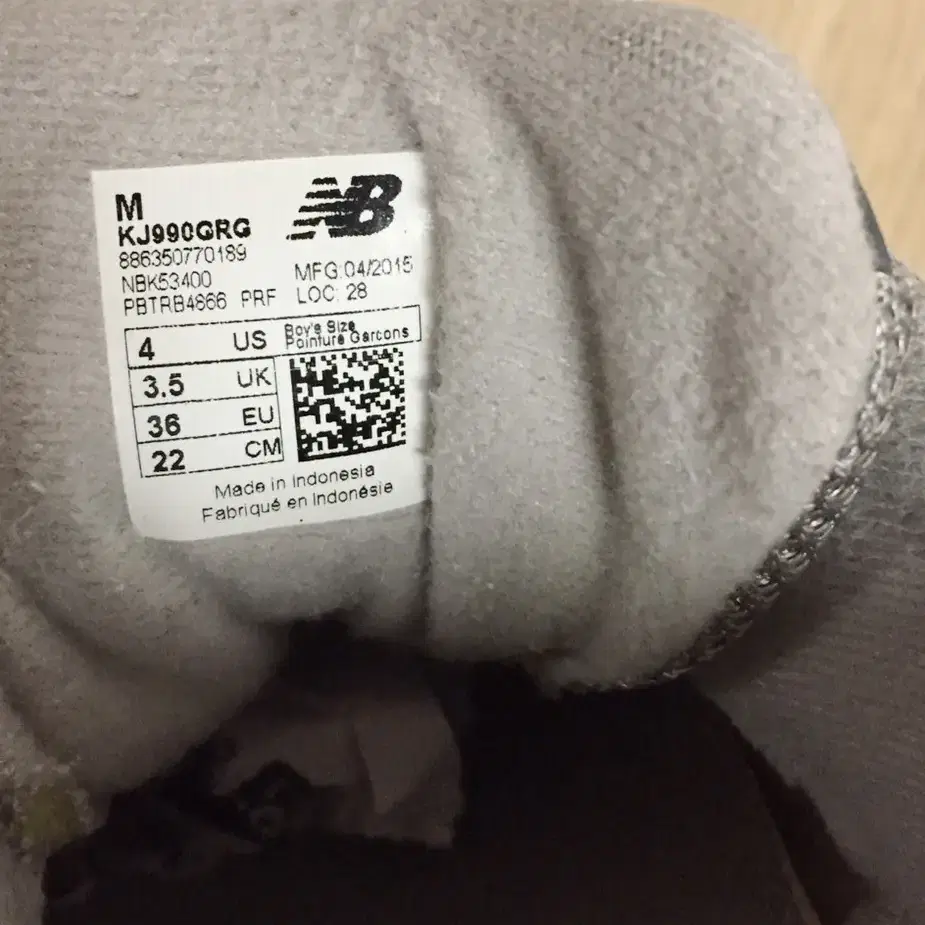 M
NB
KJ990GRG
886350770189
NBK53400
MFG:04/2015
PBTRB4866 PRF
LOC: 28
4 US
Boy's Size
Pointure Garcons
3.5 UK
36 EU
22 CM
Made in Indonesia
Fabriqué en Indonésie